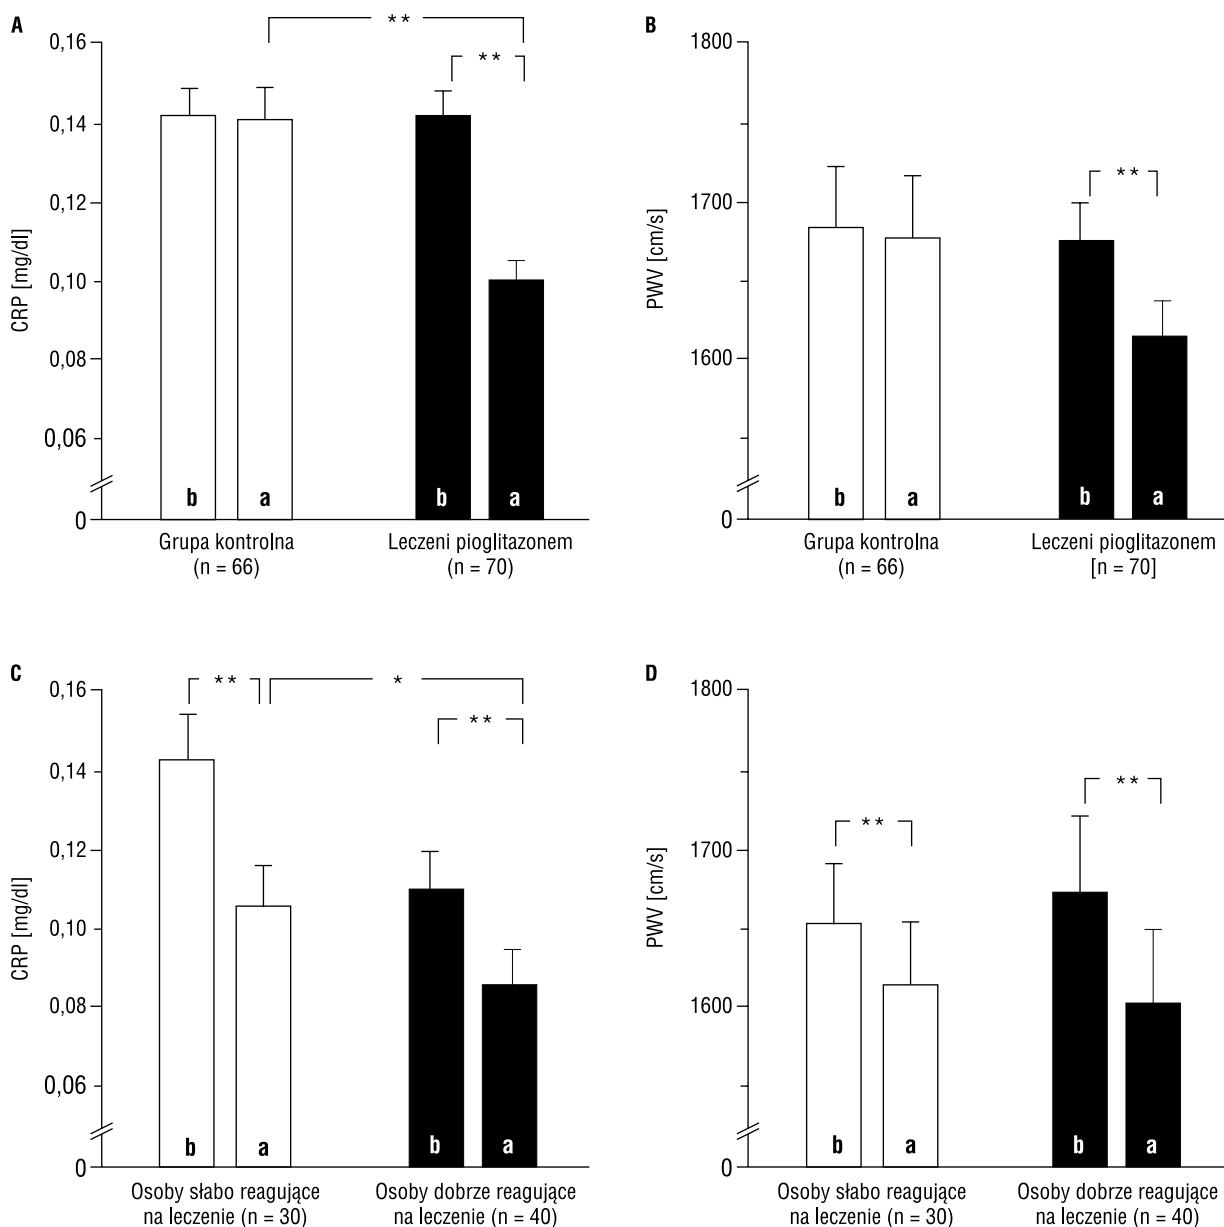 A
**
0,16
**
0,14
0,12
0,10
0,08
0,06
0
CRP [mg/dl]
b
a
b
a
Grupa kontrolna
(n = 66)
Leczeni pioglitazonem
(n = 70)
B
1800
**
1700
1600
0
PWV [cm/s]
b
a
b
a
Grupa kontrolna
(n = 66)
Leczeni pioglitazonem
[n = 70]
C
**
*
0,16
**
0,14
0,12
0,10
0,08
0,06
0
CRP [mg/dl]
b
a
b
a
Osoby słabo reagujące
na leczenie (n = 30)
Osoby dobrze reagujące
na leczenie (n = 40)
D
1800
**
**
1700
1600
0
PWV [cm/s]
b
a
b
a
Osoby słabo reagujące
na leczenie (n = 30)
Osoby dobrze reagujące
na leczenie (n = 40)